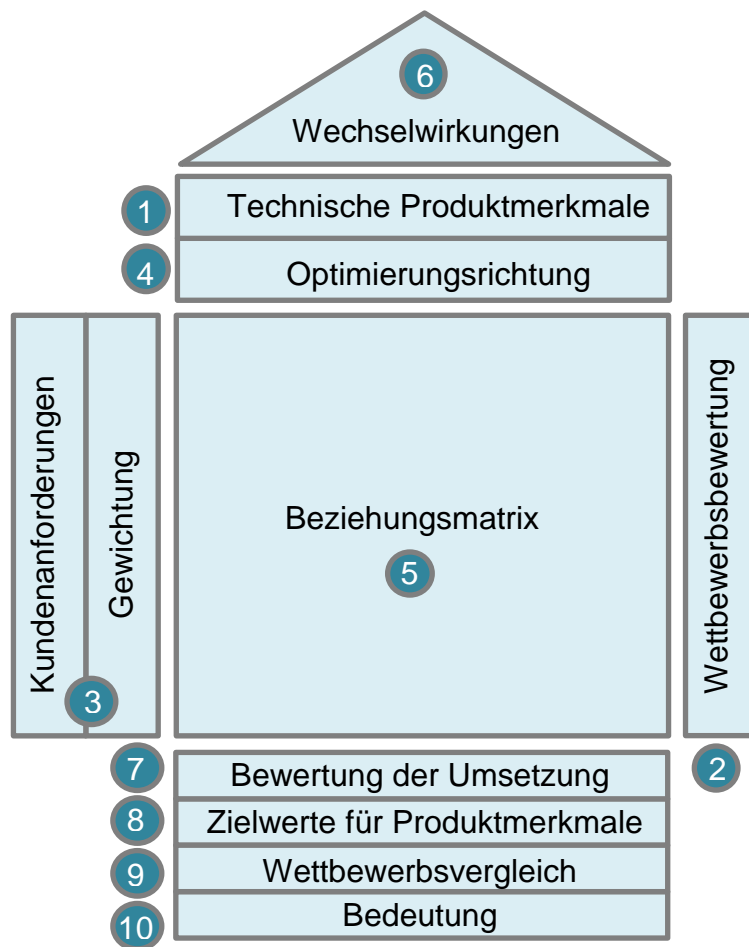 6
Wechselwirkungen
1
Technische Produktmerkmale
4
Optimierungsrichtung
Kundenanforderungen
Gewichtung
3
Beziehungsmatrix
5
Wettbewerbsbewertung
2
7
Bewertung der Umsetzung
8
Zielwerte für Produktmerkmale
9
Wettbewerbsvergleich
10
Bedeutung